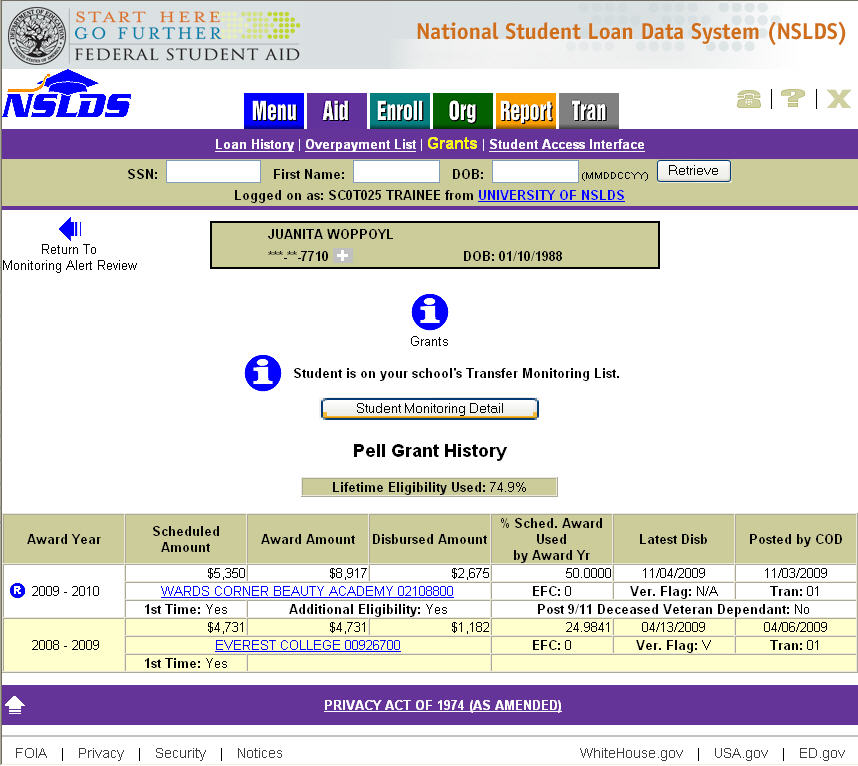 START HERE
GO FURTHER
FEDERAL STUDENT AID
National Student Loan Data System (NSLDS)
NSLDS
Menu Aid Enroll Org Report Tran
? | X
Loan History | Overpayment List | Grants | Student Access Interface
SSN: First Name: DOB: (MMDDCCYY) Retrieve
Logged on as: SC0T025 TRAINEE from UNIVERSITY OF NSLDS
Return To
Monitoring Alert Review
JUANITA WOPPOYL
***-**-7710 DOB: 01/10/1988
Grants
Student is on your school's Transfer Monitoring List.
Student Monitoring Detail
Pell Grant History
Lifetime Eligibility Used: 74.9%
Award Year Scheduled Amount Award Amount Disbursed Amount % Sched. Award Used by Award Yr Latest Disb Posted by COD
$5,350 $8,917 $2,675 50.0000 11/04/2009 11/03/2009
R 2009 - 2010 WARDS CORNER BEAUTY ACADEMY 02108800 EFC: 0 Ver. Flag: N/A Tran: 01
1st Time: Yes Additional Eligibility: Yes Post 9/11 Deceased Veteran Dependant: No
$4,731 $4,731 $1,182 24.9841 04/13/2009 04/06/2009
2008 - 2009 EVEREST COLLEGE 00926700 EFC: 0 Ver. Flag: V Tran: 01
1st Time: Yes
PRIVACY ACT OF 1974 (AS AMENDED)
FOIA | Privacy | Security | Notices WhiteHouse.gov | USA.gov | ED.gov